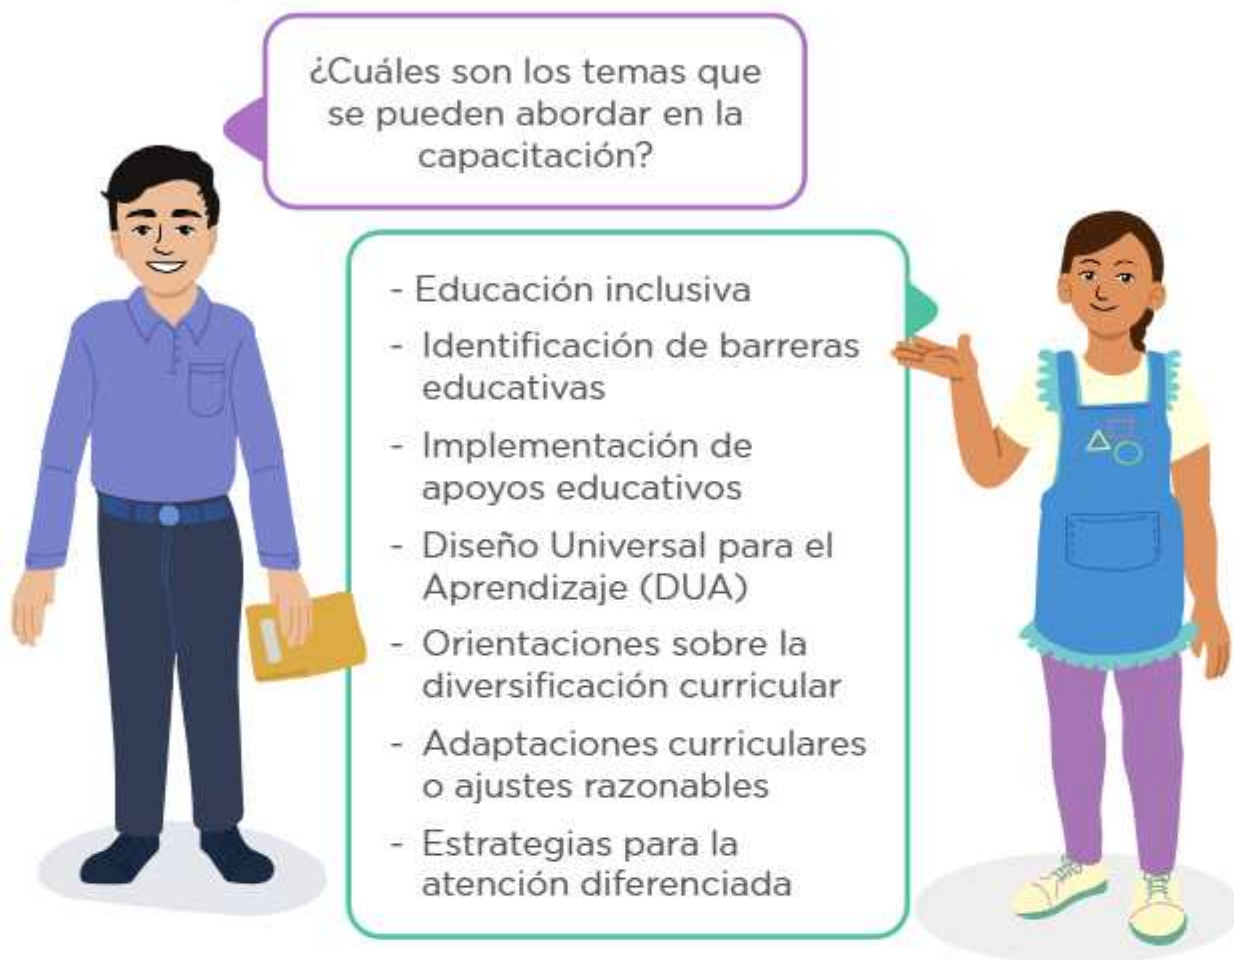 ¿Cuáles son los temas que
se pueden abordar en la
capacitación?
- Educación inclusiva
- Identificación de barreras
educativas
- Implementación de
apoyos educativos
- Diseño Universal para el
Aprendizaje (DUA)
- Orientaciones sobre la
diversificación curricular
- Adaptaciones curriculares
o ajustes razonables
- Estrategias para la
atención diferenciada